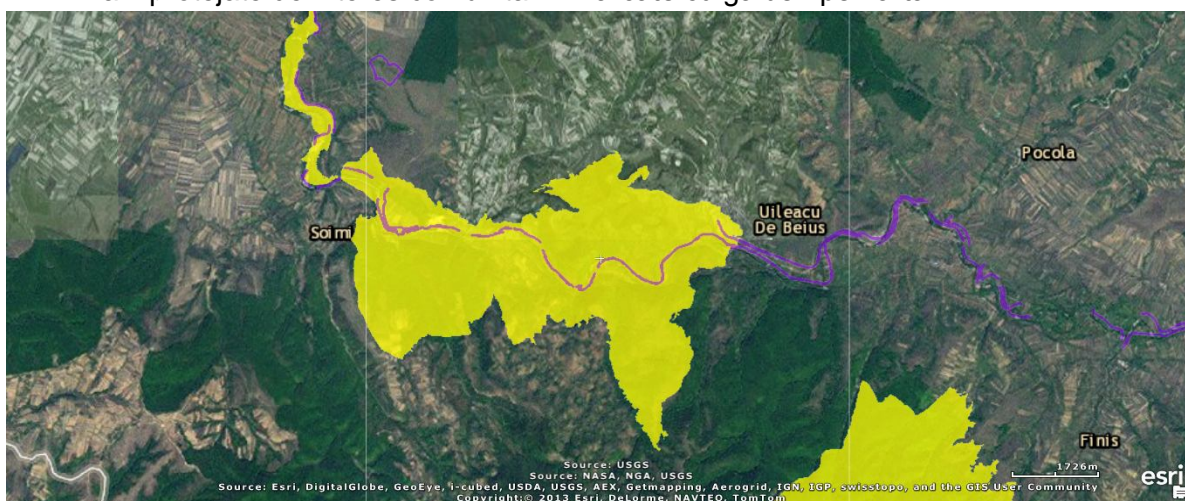 Pocola
Uileacu
De Beius
Soimi
Finis
1726m
esri
Source: USGS
Source: NASA, NGA, USGS
Source: Esri, DigitalGlobe, GeoEye, i-cubed, USDA, USGS, AEX, Getmapping, Aerogrid, IGN, IGP, swisstopo, and the GIS User Community
Copyright:© 2013 Esri, DeLorme, NAVTEQ, TomTom